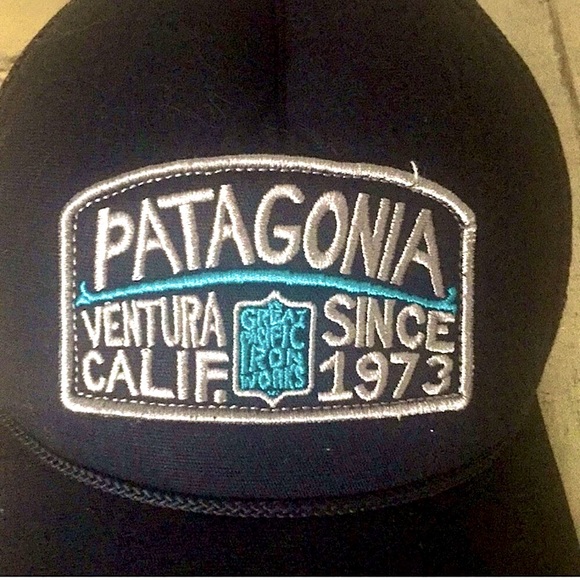 PATAGONIA
VENTURA
CALIF.
GREAT
PACIFIC
IRON
WORKS
SINCE
1973